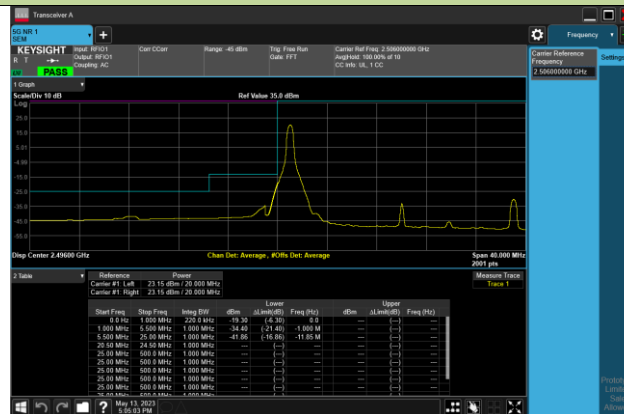 Transceiver A
5G NR 1
SEM
Frequency
KEYSIGHT
R T
LV
PASS
Input: RFIO1
Output: RFIO1
Coupling: AC
Corr CCorr
Range: -45 dBm
Trig: Free Run
Gate: FFT
Carrier Ref Freq: 2.506000000 GHz
Avg|Hold: 100.00% of 10
CC Info: UL, 1 CC
Carrier Reference
Frequency
2.506000000 GHz
Settings
1 Graph
Scale/Div 10 dB
Ref Value 35.0 dBm
Log
25.0
15.0
5.01
-4.99
-15.0
-25.0
-35.0
-45.0
-55.0
Disp Center 2.49600 GHz
Chan Det: Average , #Offs Det: Average
Span 40.000 MHz
2001 pts
2 Table
Reference Power
Carrier #1: Left 23.15 dBm / 20.000 MHz
Carrier #1: Right 23.15 dBm / 20.000 MHz
Measure Trace
Trace 1
Lower Upper
Start Freq Stop Freq Integ BW dBm ΔLimit(dB) Freq (Hz) dBm ΔLimit(dB) Freq (Hz)
0.0 Hz 1.000 MHz 220.0 kHz -19.30 (-6.30) 0.0 --- (---) ---
1.000 MHz 5.500 MHz 1.000 MHz -34.40 (-21.40) -1.000 M --- (---) ---
5.500 MHz 25.00 MHz 1.000 MHz -41.86 (-16.86) -11.85 M --- (---) ---
20.50 MHz 24.50 MHz 1.000 MHz --- (---) --- --- (---) ---
25.00 MHz 500.0 MHz 1.000 MHz --- (---) --- --- (---) ---
25.00 MHz 500.0 MHz 1.000 MHz --- (---) --- --- (---) ---
25.00 MHz 500.0 MHz 1.000 MHz --- (---) --- --- (---) ---
25.00 MHz 500.0 MHz 1.000 MHz --- (---) --- --- (---) ---
25.00 MHz 500.0 MHz 1.000 MHz --- (---) --- --- (---) ---
?
May 13, 2023
5:05:03 PM